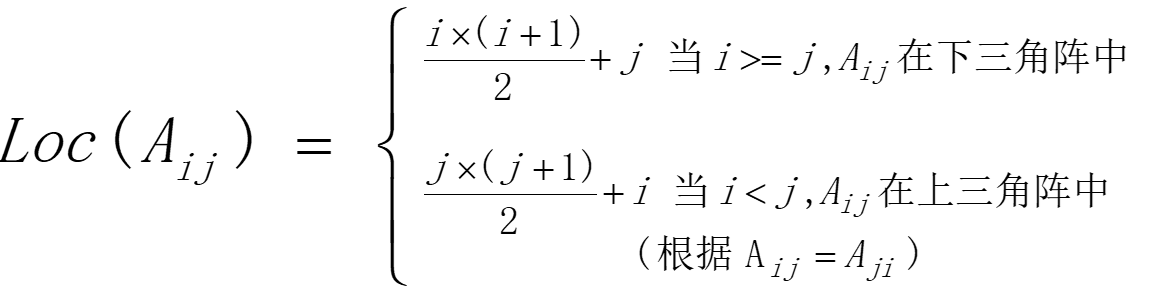 i×(i+1)/2 + j 当 i >= j, Aij 在下三角阵中
Loc(Aij) =
j×(j+1)/2 + i 当 i < j, Aij 在上三角阵中
(根据 Aij = Aji)